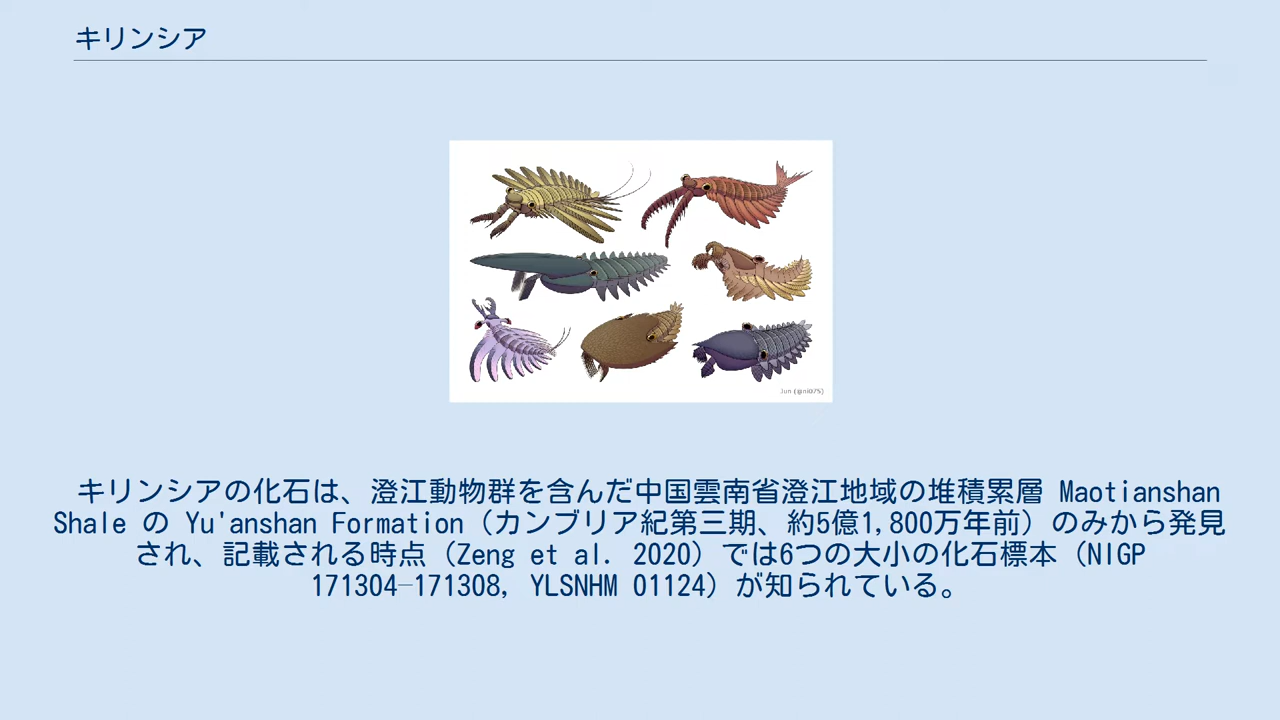 キリンシア
Jun (@ni075)
キリンシアの化石は、澄江動物群を含んだ中国雲南省澄江地域の堆積累層 Maotianshan
Shale の Yu'anshan Formation（カンブリア紀第三期、約5億1,800万年前）のみから発見
され、記載される時点（Zeng et al. 2020）では6つの大小の化石標本（NIGP
171304–171308, YLSNHM 01124）が知られている。